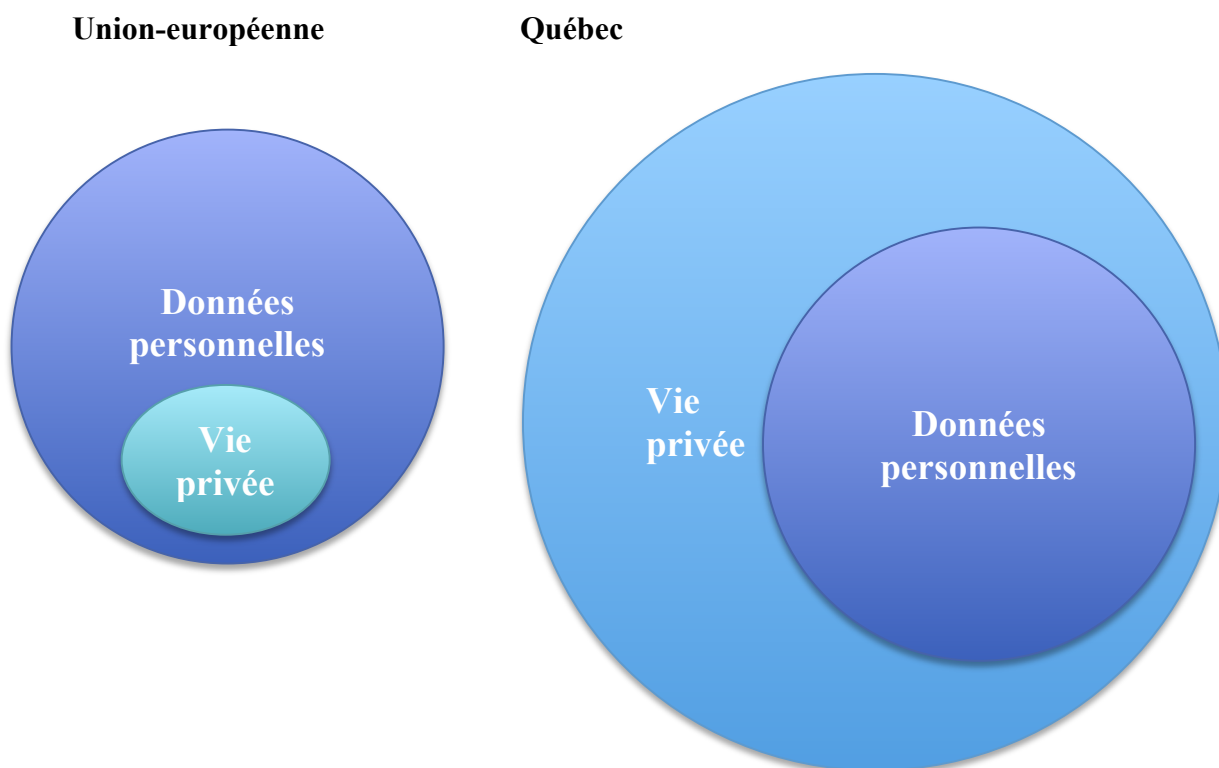 Union-européenne
Québec
Données
personnelles
Vie
privée
Vie
privée
Données
personnelles